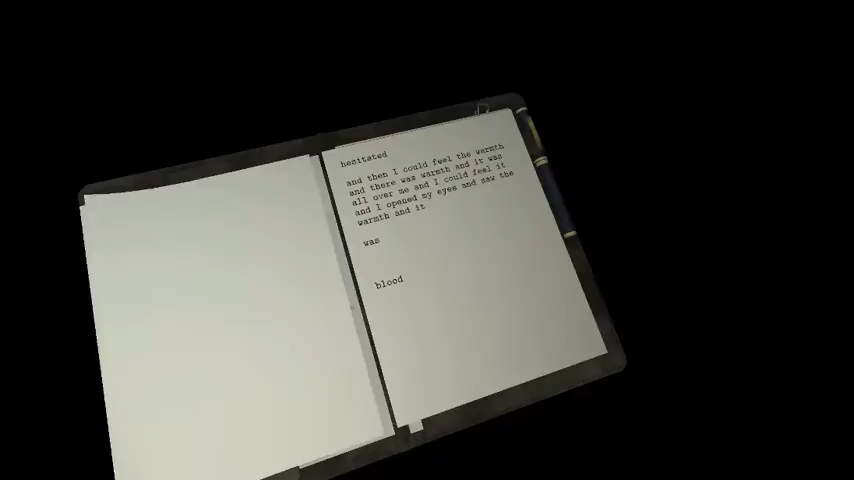 hesitated
and then I could feel the warmth
and there was warmth and it was
all over me and I could feel it
and I opened my eyes and saw the
warmth and it
was
blood